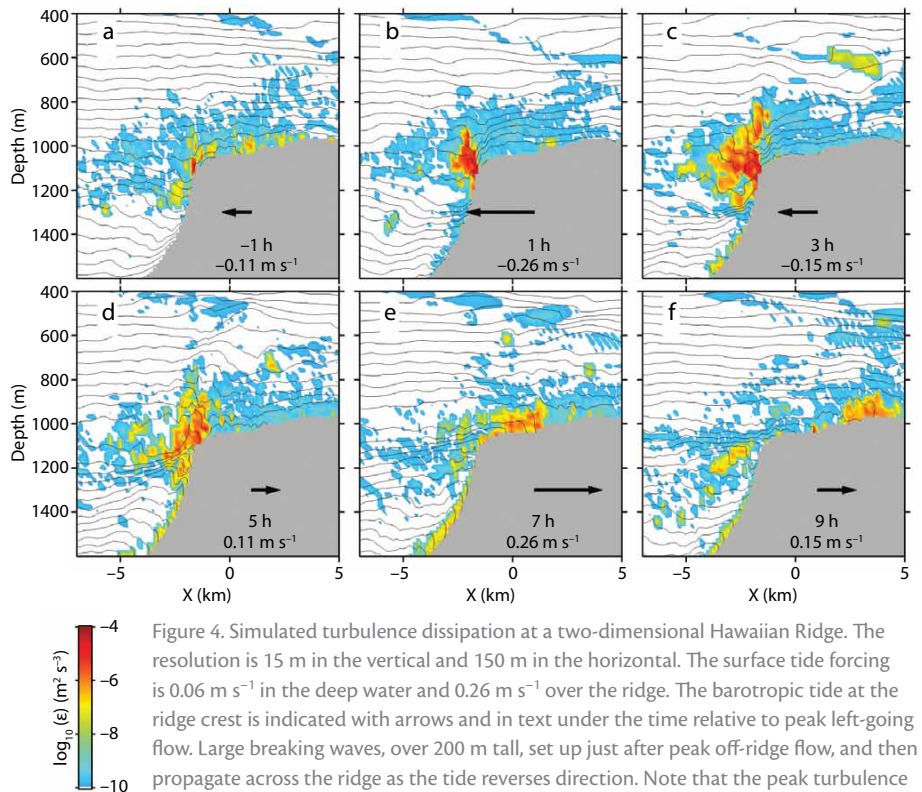 400
600
800
1000
1200
1400
Depth (m)
a
−1 h
−0.11 m s⁻¹
b
1 h
−0.26 m s⁻¹
c
3 h
−0.15 m s⁻¹
400
600
800
1000
1200
1400
Depth (m)
d
5 h
0.11 m s⁻¹
e
7 h
0.26 m s⁻¹
f
9 h
0.15 m s⁻¹
−5 0 5
−5 0 5
−5 0 5
X (km)
X (km)
X (km)
log₁₀(ε) (m² s⁻³)
−4
−6
−8
−10
Figure 4. Simulated turbulence dissipation at a two-dimensional Hawaiian Ridge. The
resolution is 15 m in the vertical and 150 m in the horizontal. The surface tide forcing
is 0.06 m s⁻¹ in the deep water and 0.26 m s⁻¹ over the ridge. The barotropic tide at the
ridge crest is indicated with arrows and in text under the time relative to peak left-going
flow. Large breaking waves, over 200 m tall, set up just after peak off-ridge flow, and then
propagate across the ridge as the tide reverses direction. Note that the peak turbulence